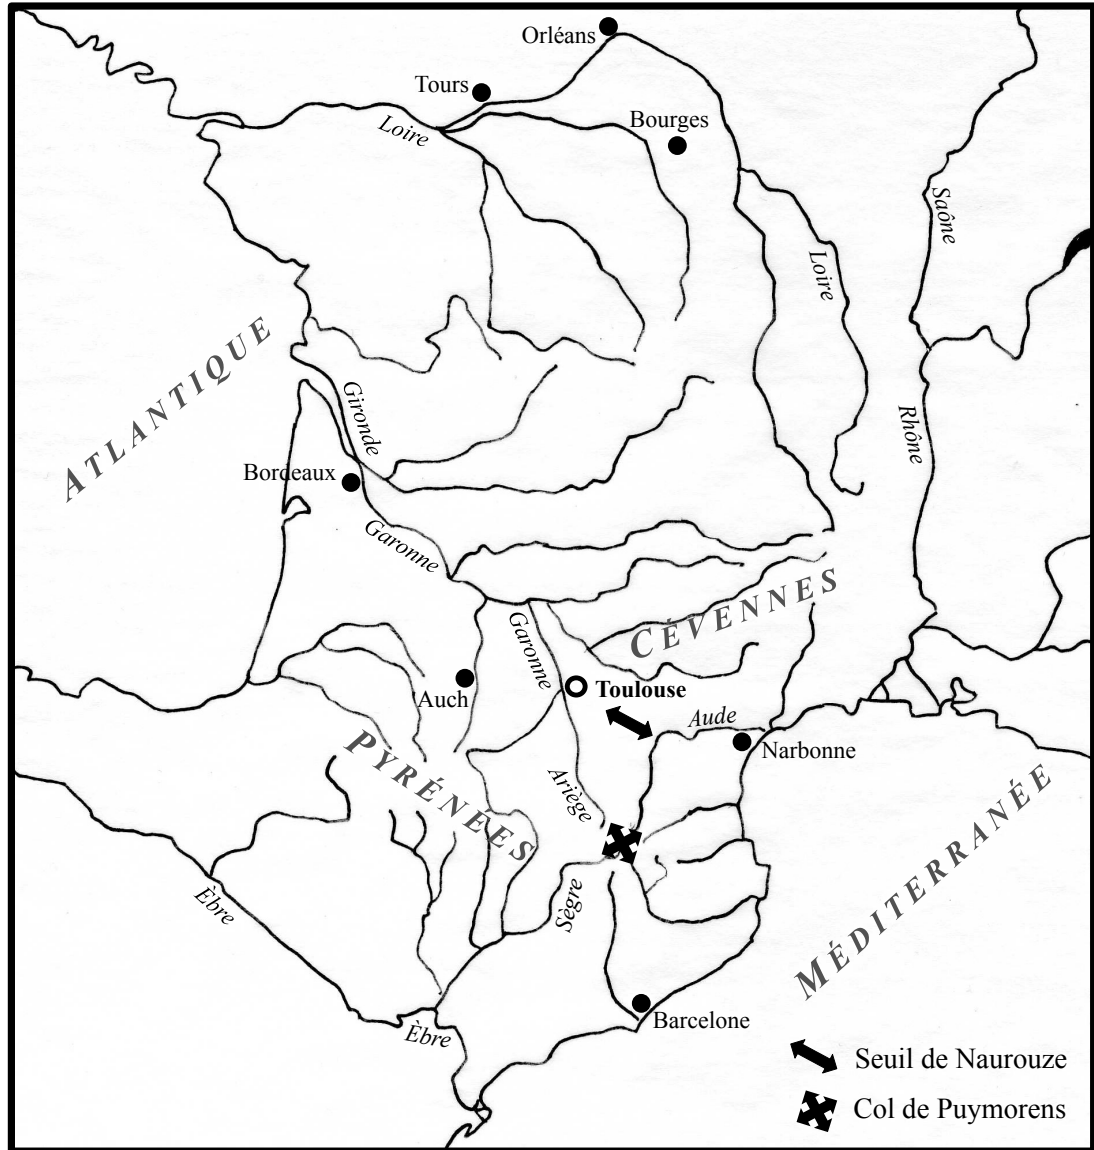 Orléans
Tours
Bourges
Loire
Saône
Loire
ATLANTIQUE
Gironde
Rhône
Bordeaux
Garonne
CÉVENNES
Garonne
Toulouse
Auch
Aude
Narbonne
PYRÉNÉES
Ariège
MÉDITERRANÉE
Èbre
Sègre
Barcelone
Èbre
Seuil de Naurouze
Col de Puymorens